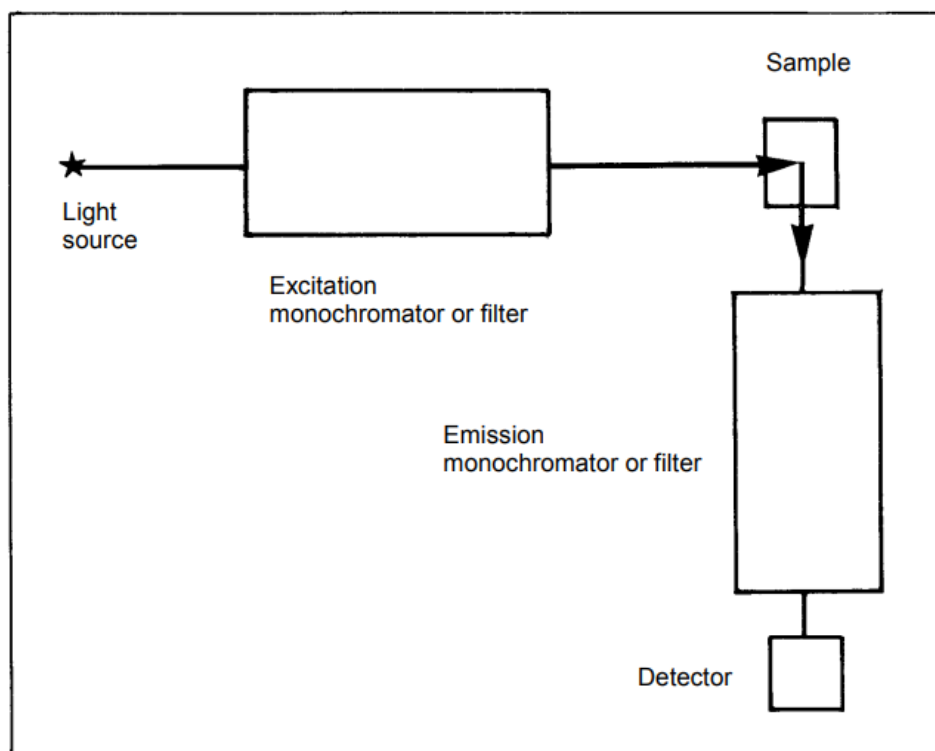 Sample
Light
source
Excitation
monochromator or filter
Emission
monochromator or filter
Detector